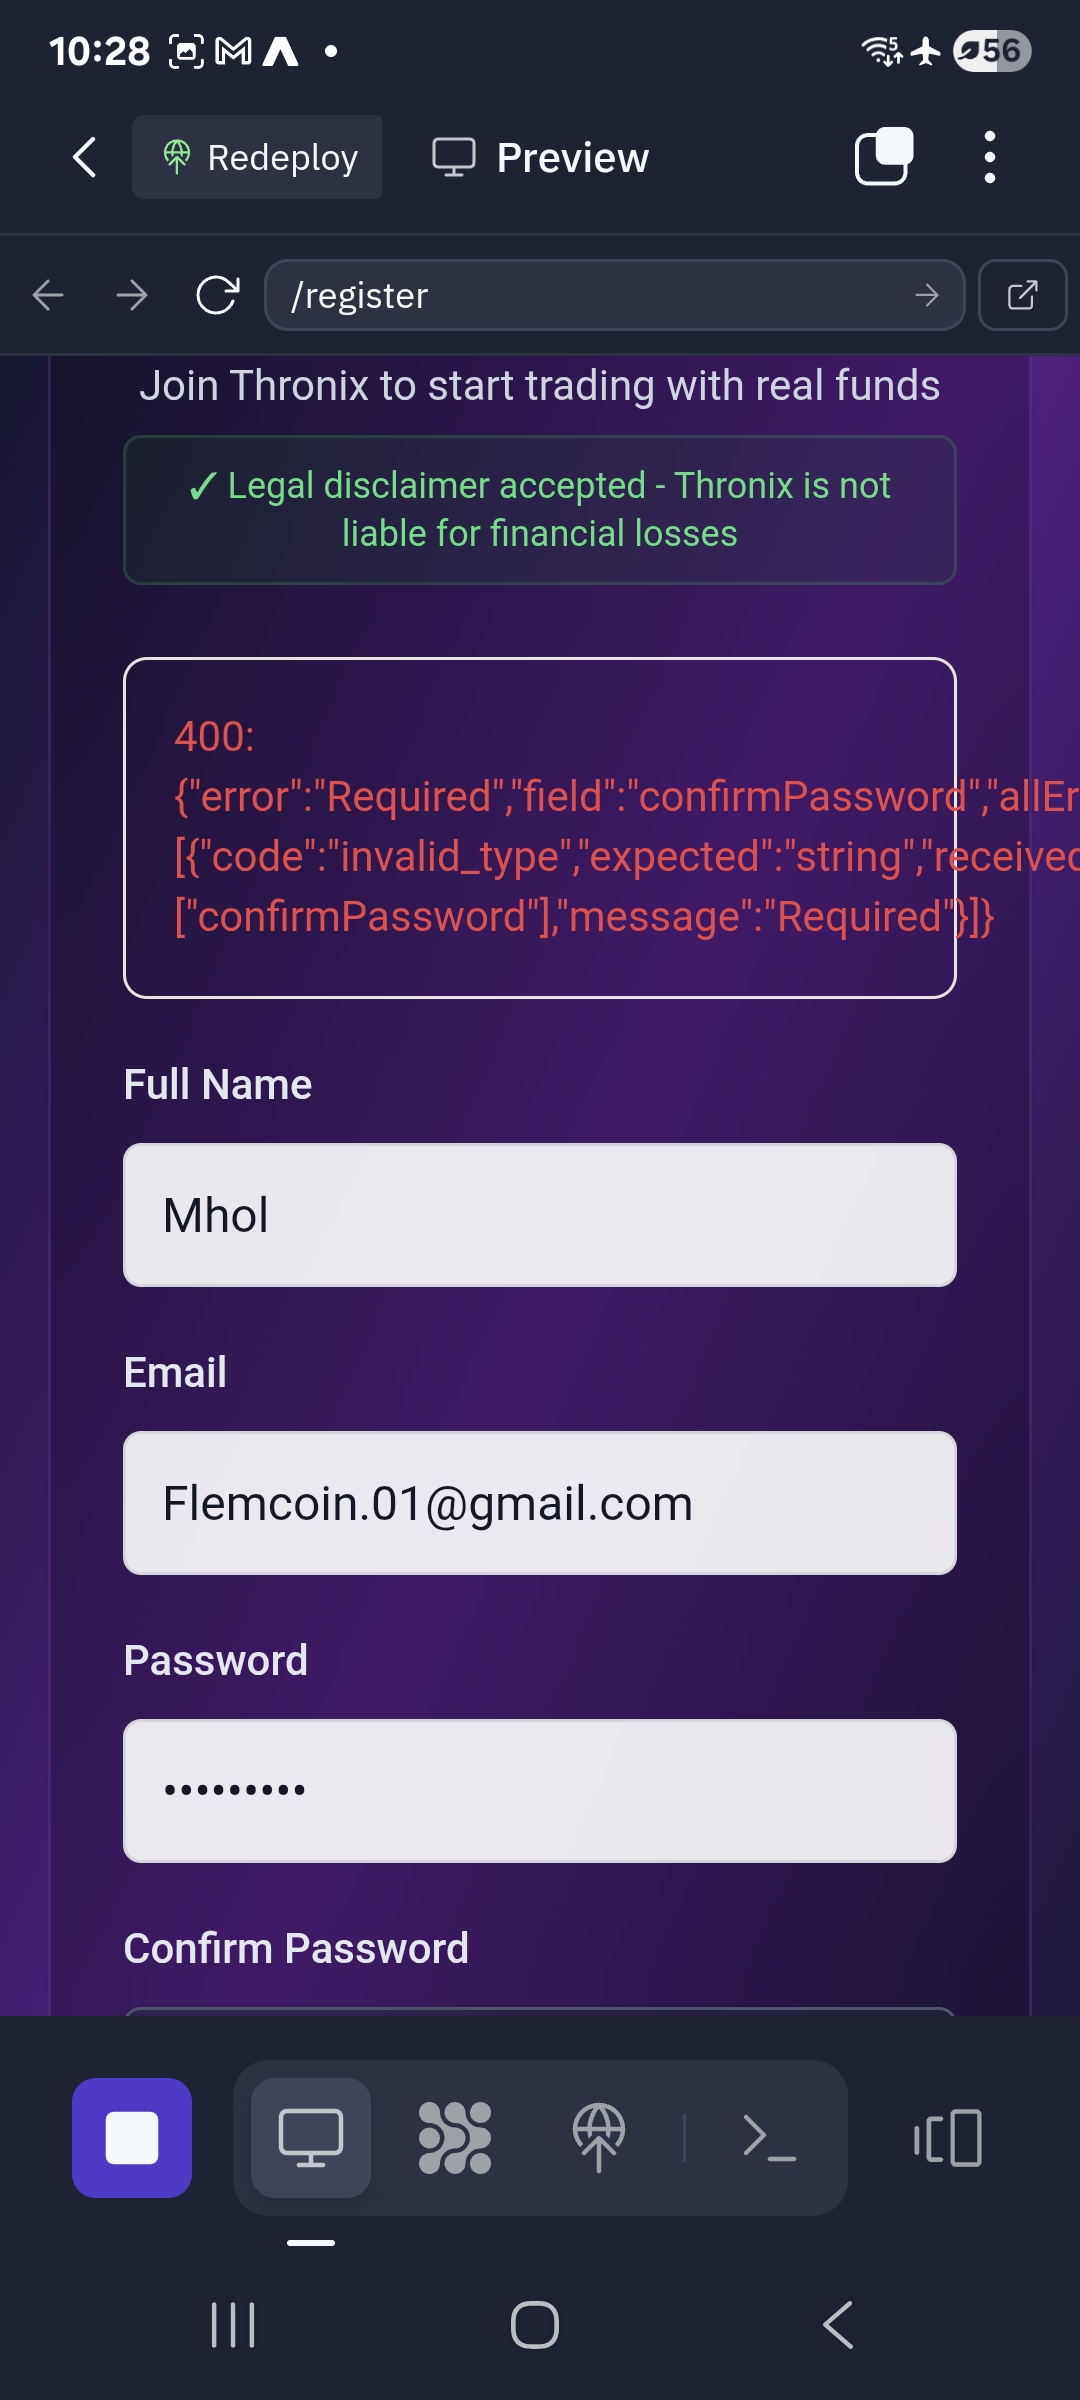 10:28
5
56
Redeploy
Preview
/register
Join Thronix to start trading with real funds
✓ Legal disclaimer accepted - Thronix is not
liable for financial losses
400:
{"error":"Required","field":"confirmPassword","allEr
[{"code":"invalid_type","expected":"string","received
["confirmPassword"],"message":"Required"}]}
Full Name
Mhol
Email
Flemcoin.01@gmail.com
Password
•••••••••
Confirm Password